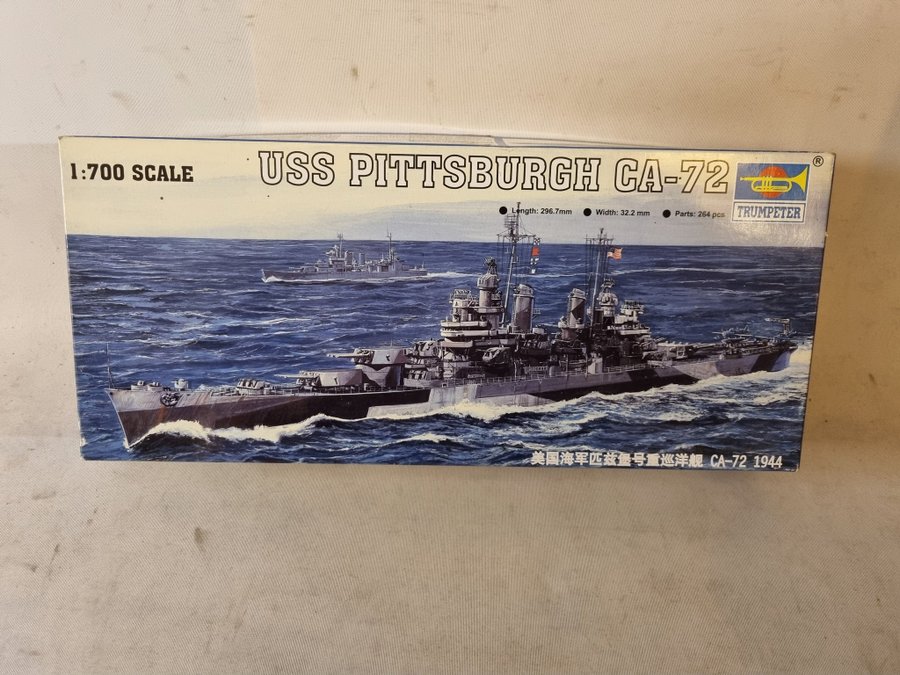 1:700 SCALE
USS PITTSBURGH CA-72
®
TRUMPETER
Length: 296.7mm Width: 32.2 mm Parts: 264 pcs
美国海军匹兹堡号重巡洋舰 CA-72 1944